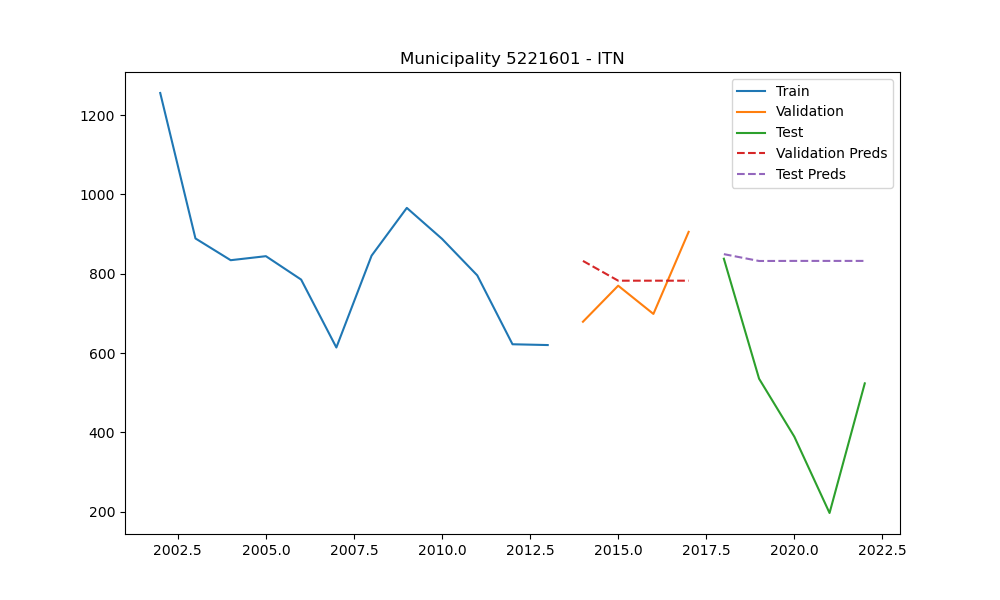 Municipality 5221601 - ITN
Train
Validation
Test
Validation Preds
Test Preds
1200
1000
800
600
400
200
2002.5 2005.0 2007.5 2010.0 2012.5 2015.0 2017.5 2020.0 2022.5